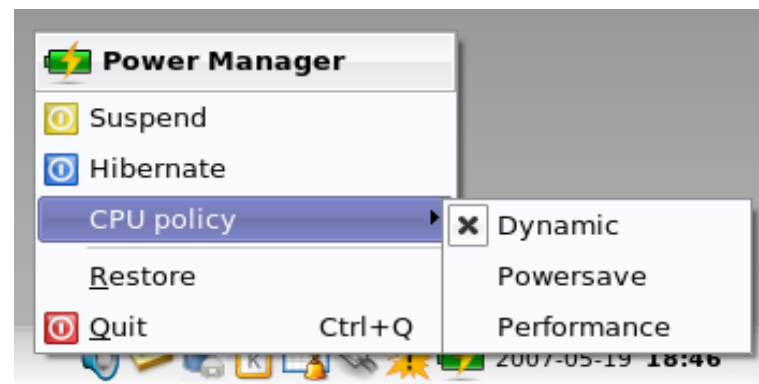 Power Manager
Suspend
Hibernate
CPU policy
Dynamic
Powersave
Performance
Restore
Quit Ctrl+Q
K 2007-05-19 18:46